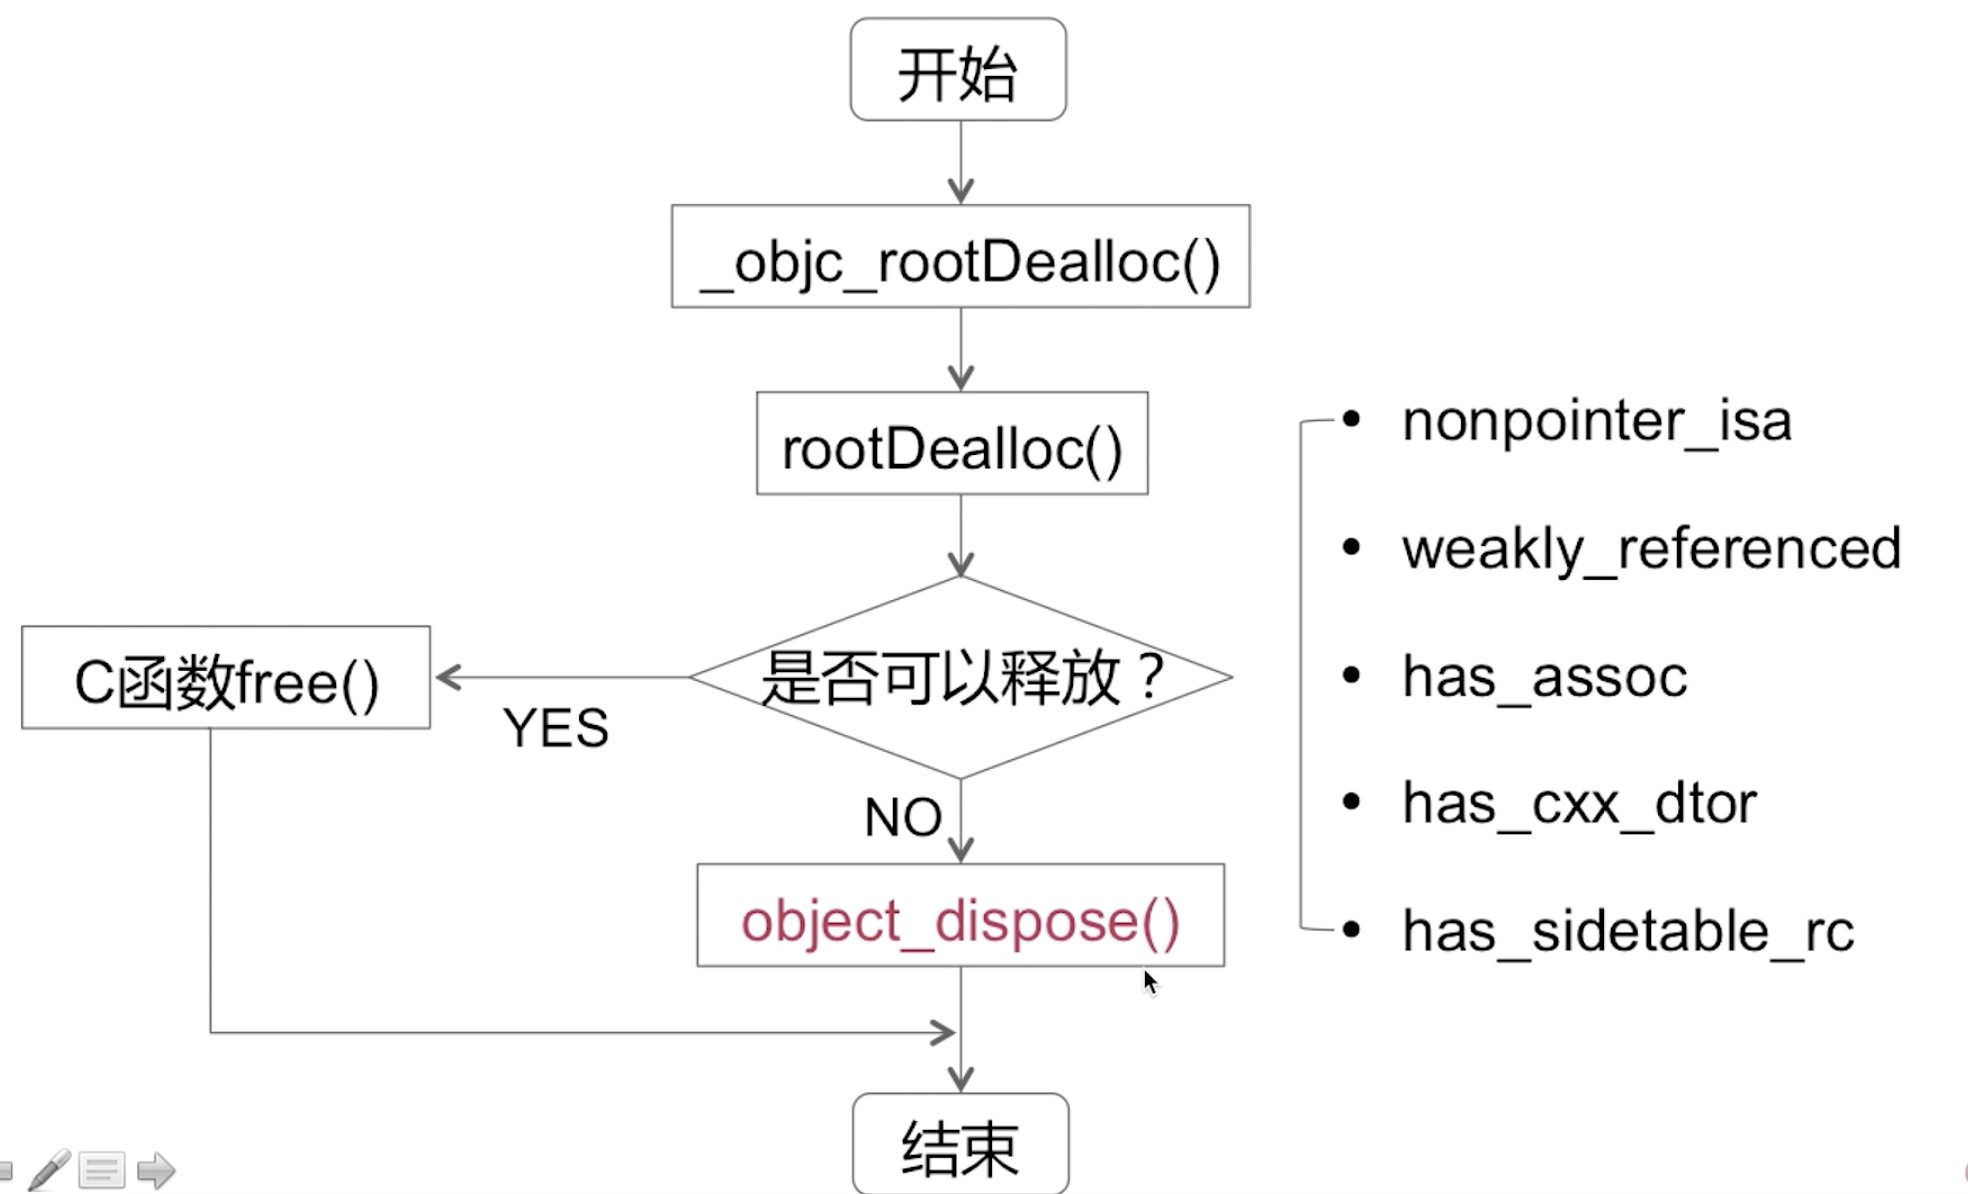 开始
_objc_rootDealloc()
rootDealloc()
是否可以释放？
YES
C函数free()
NO
object_dispose()
结束
• nonpointer_isa
• weakly_referenced
• has_assoc
• has_cxx_dtor
• has_sidetable_rc